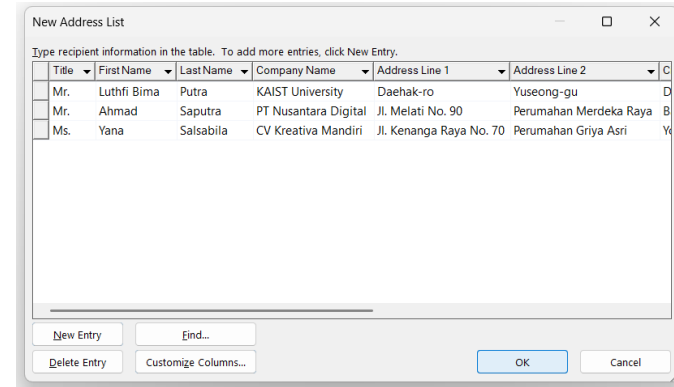 New Address List
Type recipient information in the table. To add more entries, click New Entry.
Title First Name Last Name Company Name Address Line 1 Address Line 2 C
Mr. Luthfi Bima Putra KAIST University Daehak-ro Yuseong-gu D
Mr. Ahmad Saputra PT Nusantara Digital Jl. Melati No. 90 Perumahan Merdeka Raya B
Ms. Yana Salsabila CV Kreativa Mandiri Jl. Kenanga Raya No. 70 Perumahan Griya Asri Yo
New Entry Find...
Delete Entry Customize Columns... OK Cancel